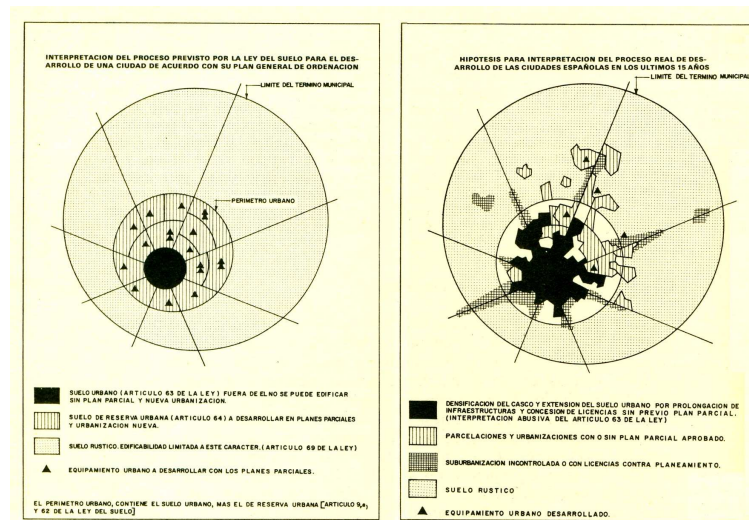 INTERPRETACION DEL PROCESO PREVISTO POR LA LEY DEL SUELO PARA EL DES-
ARROLLO DE UNA CIUDAD DE ACUERDO CON SU PLAN GENERAL DE ORDENACION
LIMITE DEL TERMINO MUNICIPAL
PERIMETRO URBANO
SUELO URBANO (ARTICULO 63 DE LA LEY) FUERA DE EL NO SE PUEDE EDIFICAR
SIN PLAN PARCIAL Y NUEVA URBANIZACION.
SUELO DE RESERVA URBANA (ARTICULO 64) A DESARROLLAR EN PLANES PARCIALES
Y URBANIZACION NUEVA.
SUELO RUSTICO. EDIFICABILIDAD LIMITADA A ESTE CARACTER. (ARTICULO 69 DE LA LEY)
EQUIPAMIENTO URBANO A DESARROLLAR CON LOS PLANES PARCIALES.
EL PERIMETRO URBANO, CONTIENE EL SUELO URBANO, MAS EL DE RESERVA URBANA [ARTICULO 9,a,
Y 62 DE LA LEY DEL SUELO]
HIPOTESIS PARA INTERPRETACION DEL PROCESO REAL DE DES-
ARROLLO DE LAS CIUDADES ESPAÑOLAS EN LOS ULTIMOS 15 AÑOS
LIMITE DEL TERMINO MUNICIPAL
DENSIFICACION DEL CASCO Y EXTENSION DEL SUELO URBANO POR PROLONGACION DE
INFRAESTRUCTURAS Y CONCESION DE LICENCIAS SIN PREVIO PLAN PARCIAL.
(INTERPRETACION ABUSIVA DEL ARTICULO 63 DE LA LEY)
PARCELACIONES Y URBANIZACIONES CON O SIN PLAN PARCIAL APROBADO.
SUBURBANIZACION INCONTROLADA O CON LICENCIAS CONTRA PLANEAMIENTO.
SUELO RUSTICO
EQUIPAMIENTO URBANO DESARROLLADO.